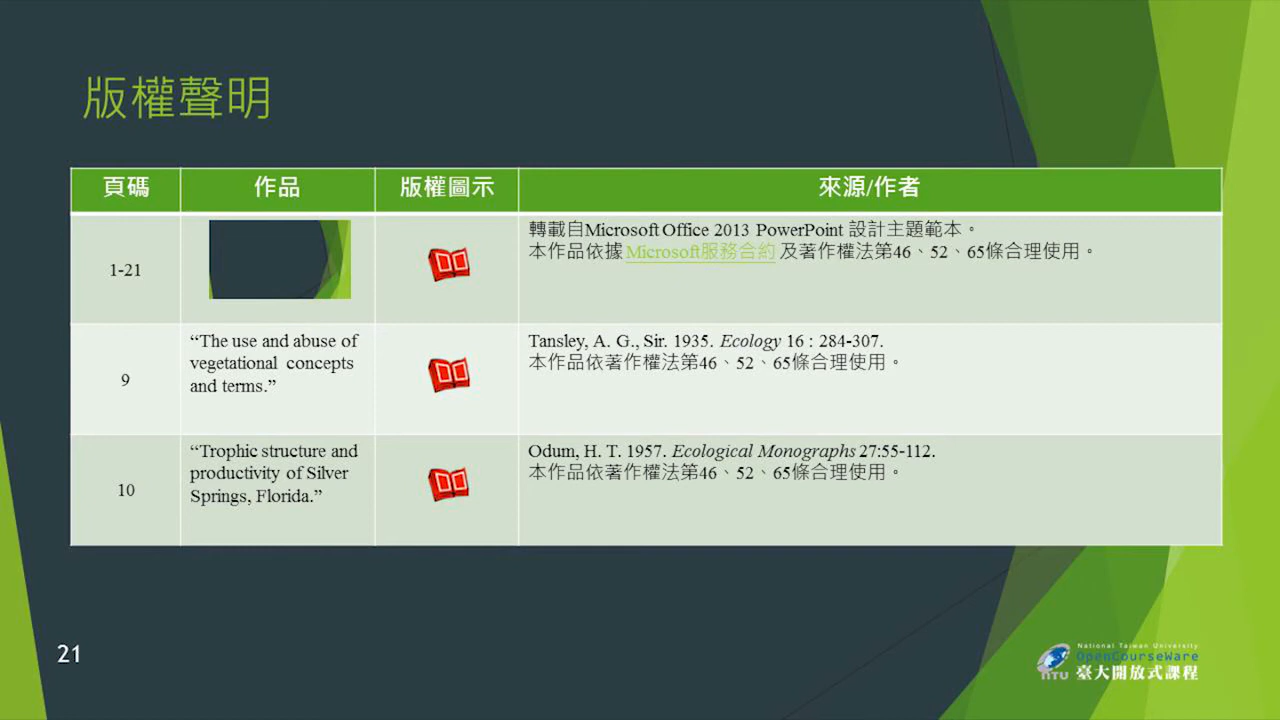 版權聲明
頁碼 作品 版權圖示 來源/作者
1-21
轉載自Microsoft Office 2013 PowerPoint 設計主題範本。
本作品依據Microsoft服務合約及著作權法第46、52、65條合理使用。
9
“The use and abuse of
vegetational concepts
and terms.”
Tansley, A. G., Sir. 1935. Ecology 16 : 284-307.
本作品依著作權法第46、52、65條合理使用。
10
“Trophic structure and
productivity of Silver
Springs, Florida.”
Odum, H. T. 1957. Ecological Monographs 27:55-112.
本作品依著作權法第46、52、65條合理使用。
21
National Taiwan University
OpenCourseWare
NTU 臺大開放式課程